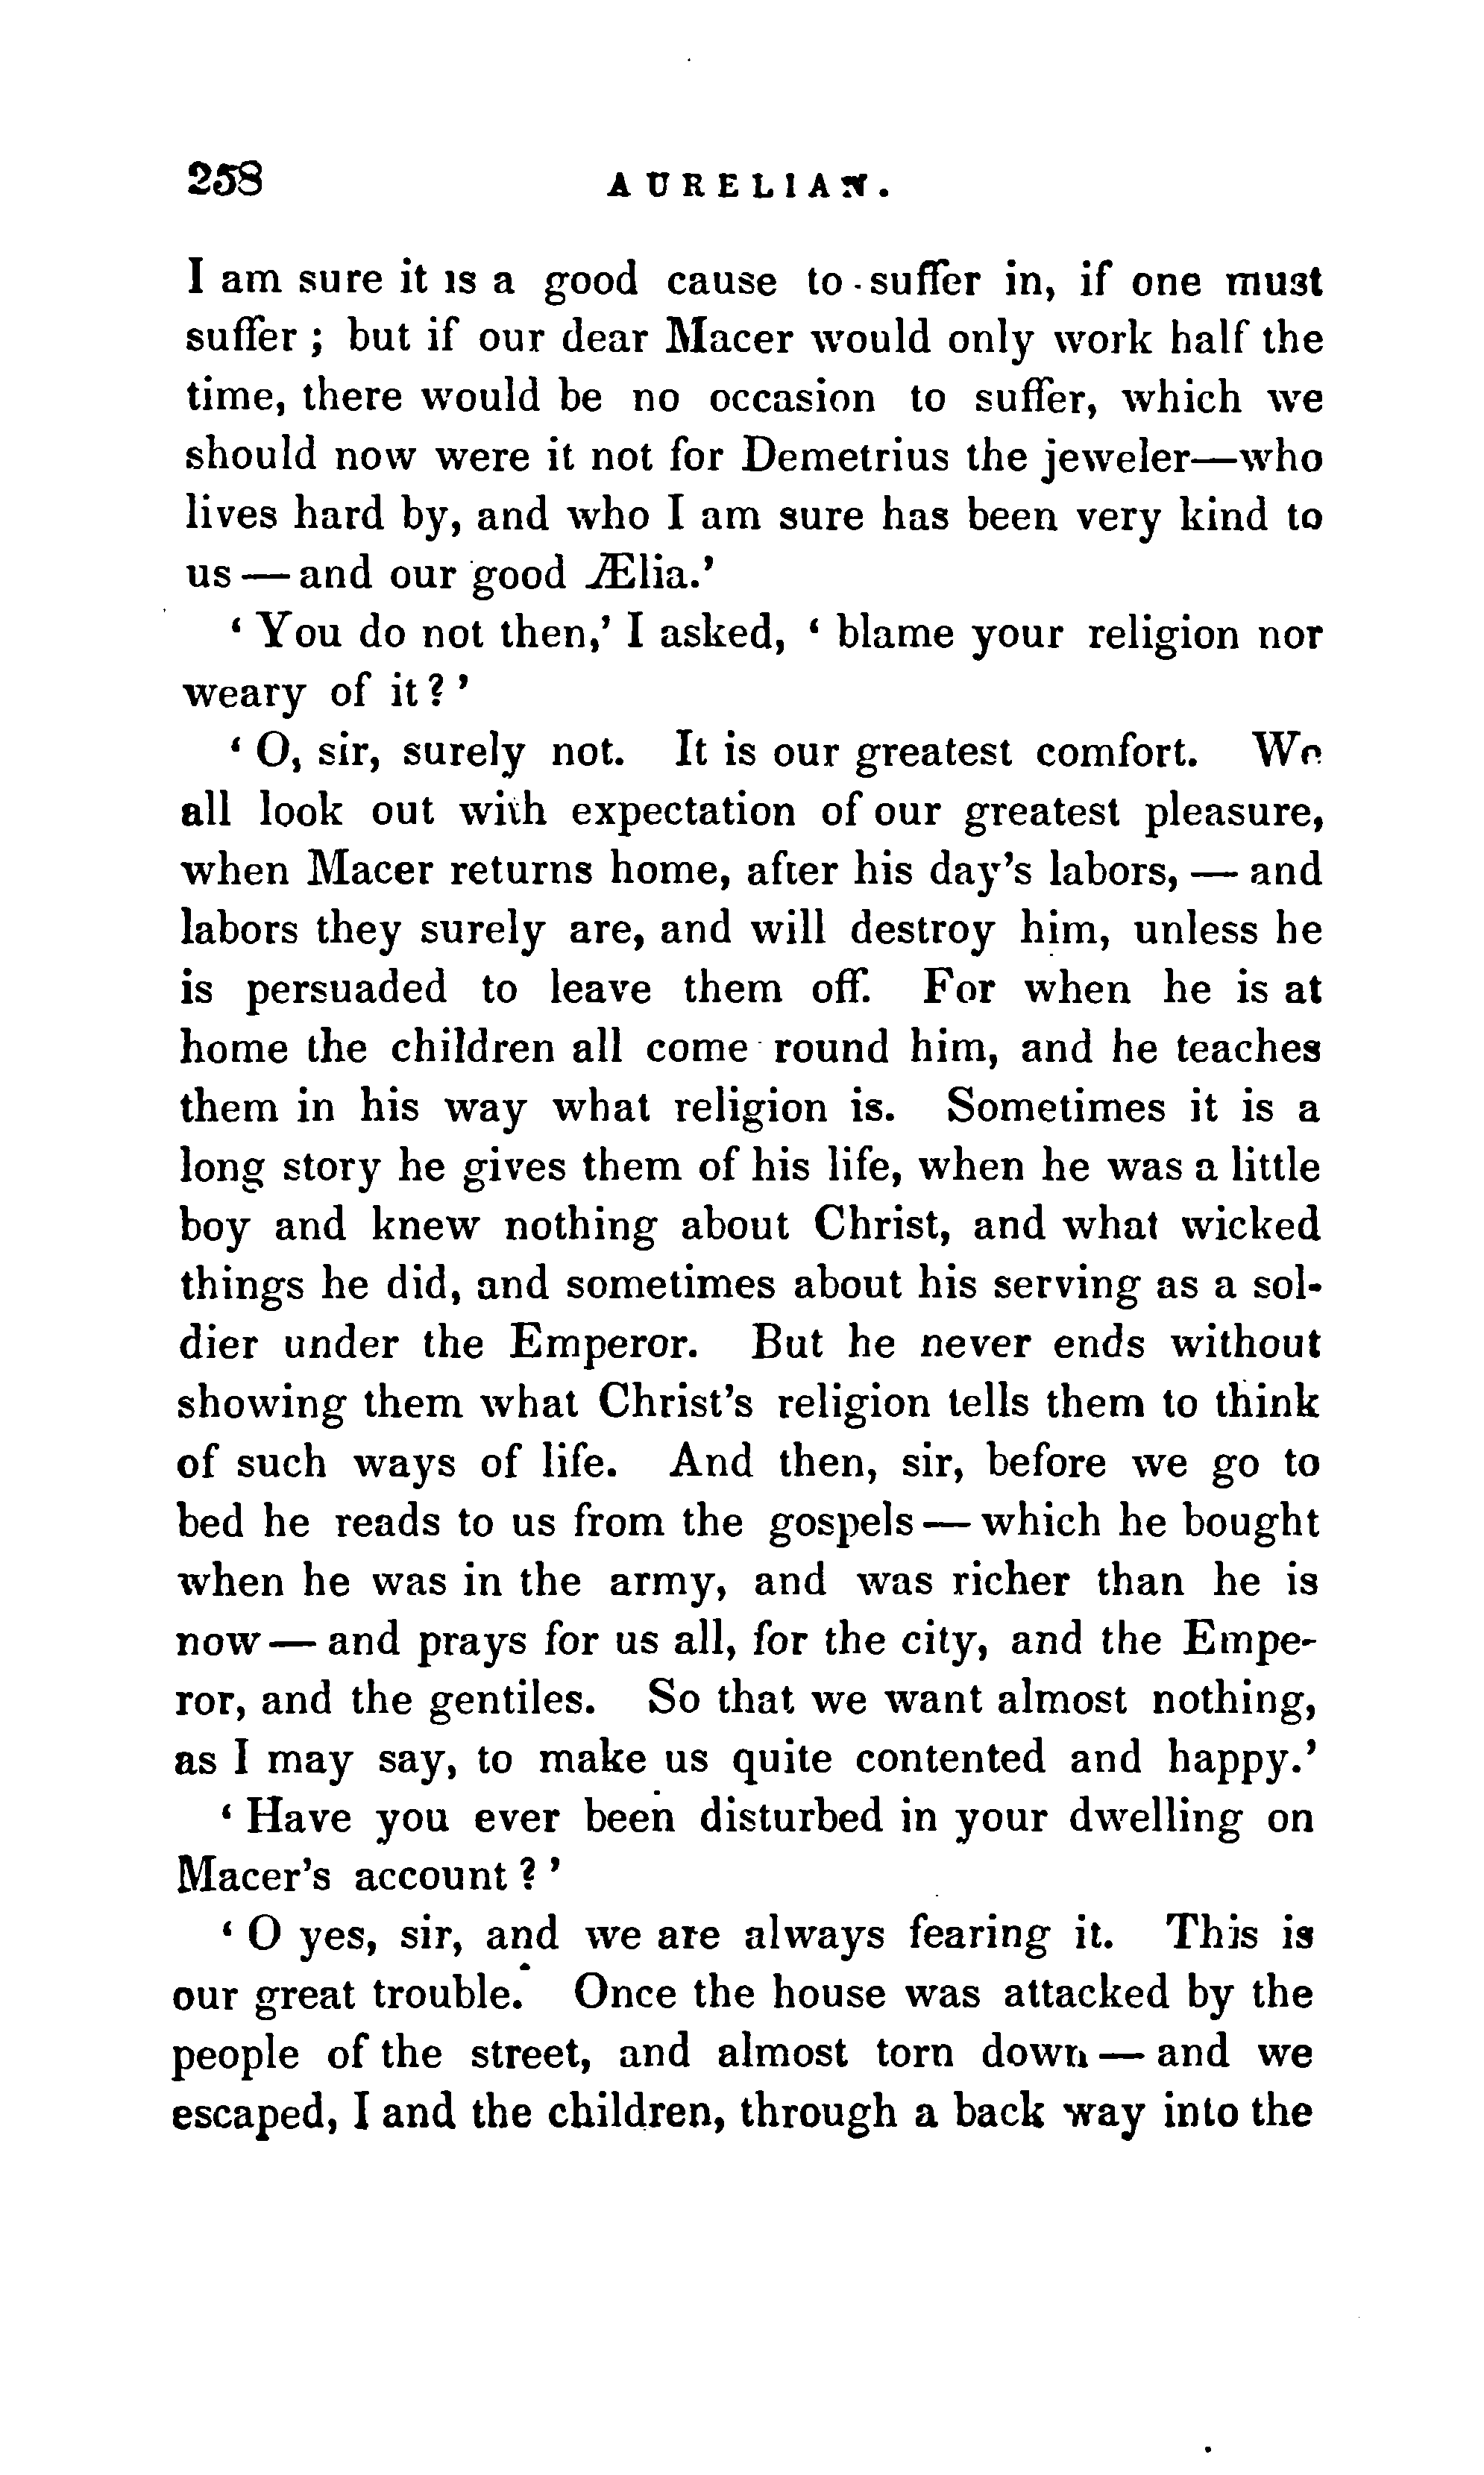 258 AURELIAN.
I am sure it is a good cause to suffer in, if one must
suffer ; but if our dear Macer would only work half the
time, there would be no occasion to suffer, which we
should now were it not for Demetrius the jeweler—who
lives hard by, and who I am sure has been very kind to
us — and our good Ælia.’
‘ You do not then,’ I asked, ‘ blame your religion nor
weary of it ? ’
‘ O, sir, surely not. It is our greatest comfort. We
all look out with expectation of our greatest pleasure,
when Macer returns home, after his day’s labors, — and
labors they surely are, and will destroy him, unless he
is persuaded to leave them off. For when he is at
home the children all come round him, and he teaches
them in his way what religion is. Sometimes it is a
long story he gives them of his life, when he was a little
boy and knew nothing about Christ, and what wicked
things he did, and sometimes about his serving as a sol-
dier under the Emperor. But he never ends without
showing them what Christ’s religion tells them to think
of such ways of life. And then, sir, before we go to
bed he reads to us from the gospels — which he bought
when he was in the army, and was richer than he is
now — and prays for us all, for the city, and the Empe-
ror, and the gentiles. So that we want almost nothing,
as I may say, to make us quite contented and happy.’
‘ Have you ever been disturbed in your dwelling on
Macer’s account ? ’
‘ O yes, sir, and we are always fearing it. This is
our great trouble. Once the house was attacked by the
people of the street, and almost torn down — and we
escaped, I and the children, through a back way into the